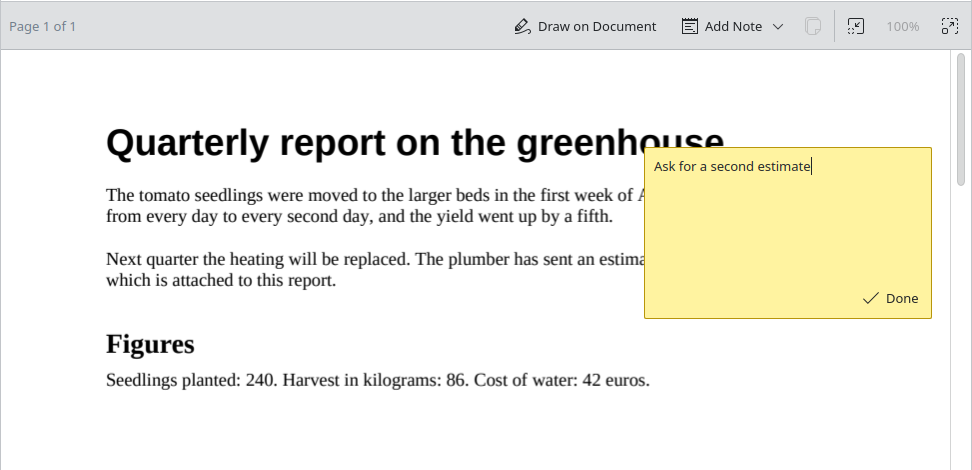 Page 1 of 1
Draw on Document
Add Note
100%
Quarterly report on the greenhouse
Ask for a second estimate
The tomato seedlings were moved to the larger beds in the first week of
from every day to every second day, and the yield went up by a fifth.
Next quarter the heating will be replaced. The plumber has sent an
which is attached to this report.
Done
Figures
Seedlings planted: 240. Harvest in kilograms: 86. Cost of water: 42 euros.